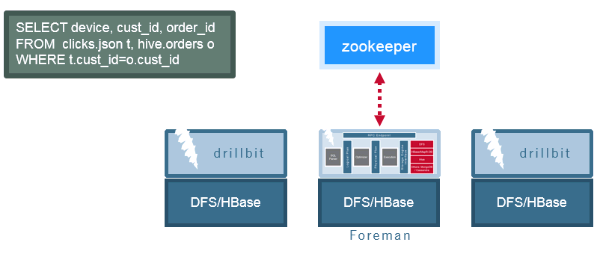 SELECT device, cust_id, order_id
FROM clicks.json t, hive.orders o
WHERE t.cust_id=o.cust_id
zookeeper
drillbit
drillbit
DFS/HBase
DFS/HBase
DFS/HBase
Foreman